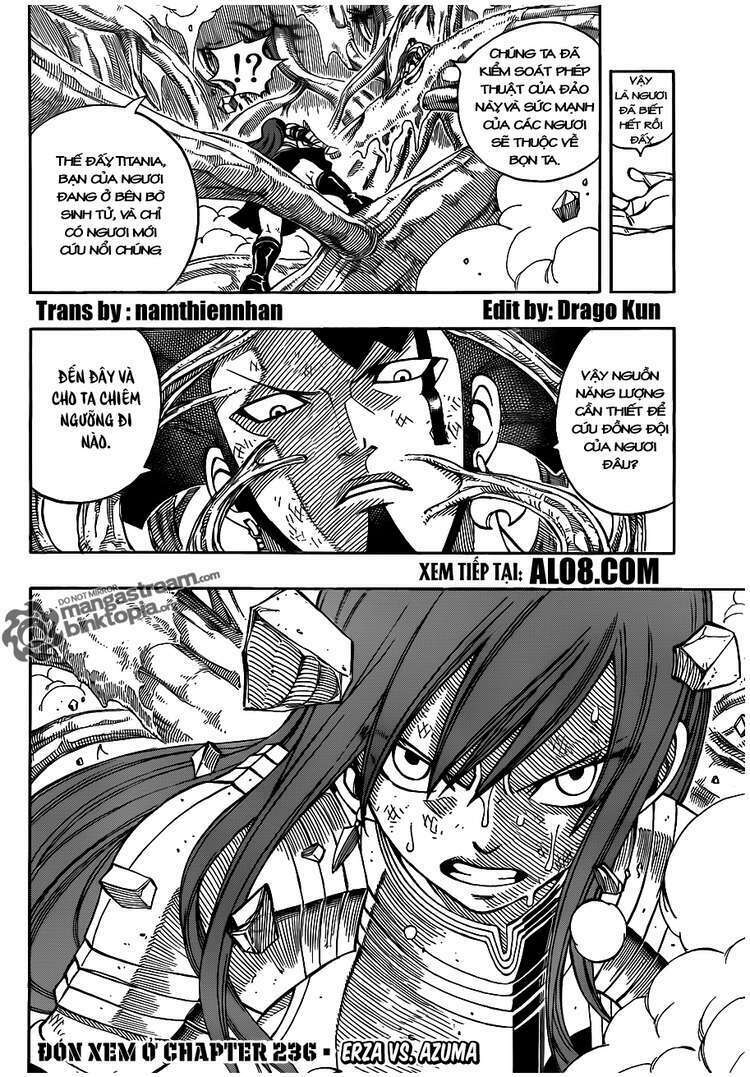 VẬY
LÀ NGƯƠI
ĐÃ BIẾT
HẾT RỒI
ĐẤY.
CHÚNG TA ĐÃ
KIỂM SOÁT PHÉP
THUẬT CỦA ĐẢO
NÀY VÀ SỨC MẠNH
CỦA CÁC NGƯƠI
SẼ THUỘC VỀ
BỌN TA.
!?
THẾ ĐẤY TITANIA,
BẠN CỦA NGƯƠI
ĐANG Ở BÊN BỜ
SINH TỬ, VÀ CHỈ
CÓ NGƯƠI MỚI
CỨU NỔI CHÚNG.
Trans by : namthiennhan
Edit by: Drago Kun
VẬY NGUỒN
NĂNG LƯỢNG
CẦN THIẾT ĐỂ
CỨU ĐỒNG ĐỘI
CỦA NGƯƠI
ĐÂU?
ĐẾN ĐÂY VÀ
CHO TA CHIÊM
NGƯỠNG ĐI
NÀO.
XEM TIẾP TẠI: ALO8.COM
DO NOT MIRROR
mangastream.com
binktopia.com
ĐÓN XEM Ở CHAPTER 236 - ERZA VS. AZUMA